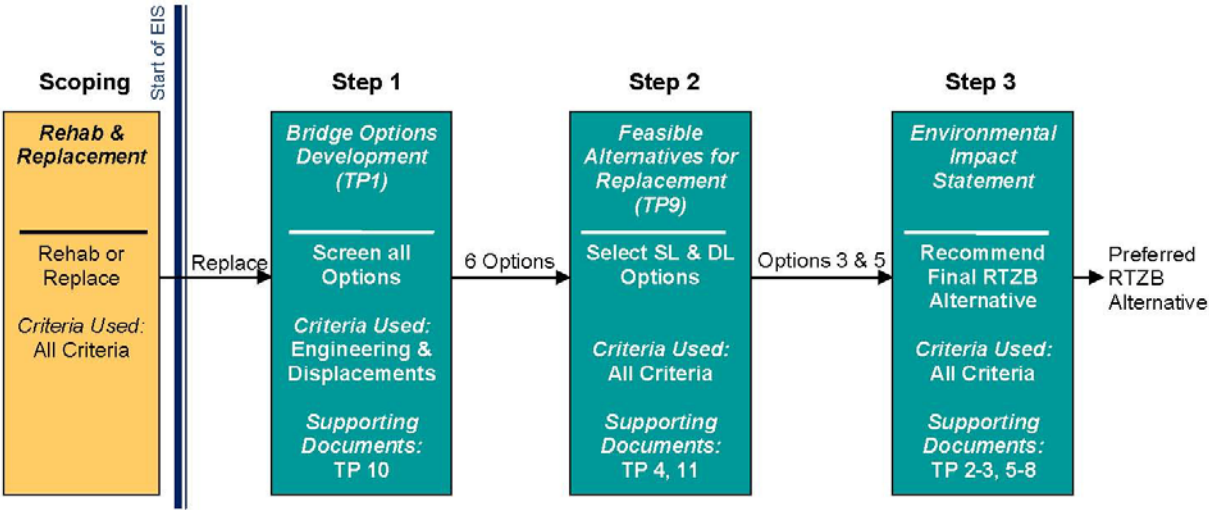 Scoping
Rehab &
Replacement
Rehab or
Replace
Criteria Used:
All Criteria
Start of EIS
Replace
Step 1
Bridge Options
Development
(TP1)
Screen all
Options
Criteria Used:
Engineering &
Displacements
Supporting
Documents:
TP 10
6 Options
Step 2
Feasible
Alternatives for
Replacement
(TP9)
Select SL & DL
Options
Criteria Used:
All Criteria
Supporting
Documents:
TP 4, 11
Options 3 & 5
Step 3
Environmental
Impact
Statement
Recommend
Final RTZB
Alternative
Criteria Used:
All Criteria
Supporting
Documents:
TP 2-3, 5-8
Preferred
RTZB
Alternative